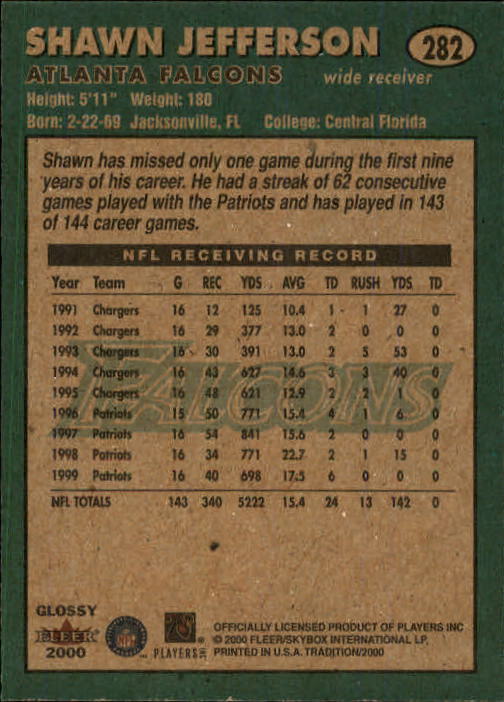 SHAWN JEFFERSON 282
ATLANTA FALCONS wide receiver
Height: 5'11" Weight: 180
Born: 2-22-69 Jacksonville, FL College: Central Florida
Shawn has missed only one game during the first nine
years of his career. He had a streak of 62 consecutive
games played with the Patriots and has played in 143
of 144 career games.
NFL RECEIVING RECORD
Year Team G REC YDS AVG TD RUSH YDS TD
1991 Chargers 16 12 125 10.4 1 1 27 0
1992 Chargers 16 29 377 13.0 2 0 0 0
1993 Chargers 16 30 391 13.0 2 5 53 0
1994 Chargers 16 43 627 14.6 3 3 40 0
1995 Chargers 16 48 621 12.9 2 2 1 0
1996 Patriots 15 50 771 15.4 4 1 6 0
1997 Patriots 16 54 841 15.6 2 0 0 0
1998 Patriots 16 34 771 22.7 2 1 15 0
1999 Patriots 16 40 698 17.5 6 0 0 0
NFL TOTALS 143 340 5222 15.4 24 13 142 0
FALCONS
GLOSSY
FLEER
2000
NFL
PLAYERS INC
OFFICIALLY LICENSED PRODUCT OF PLAYERS INC
© 2000 FLEER/SKYBOX INTERNATIONAL LP,
PRINTED IN U.S.A. TRADITION/2000